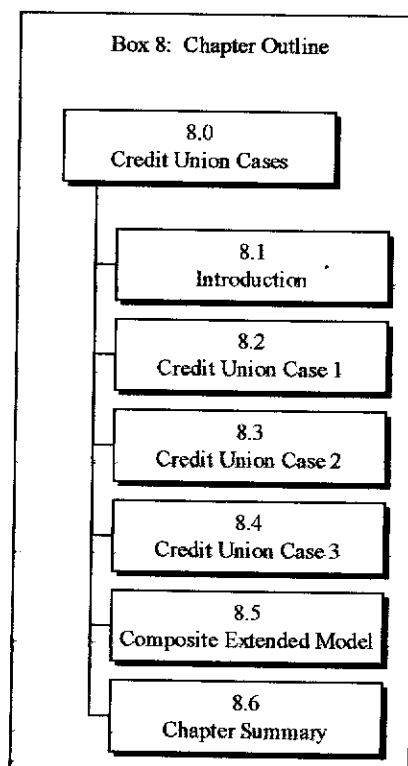 Box 8: Chapter Outline
8.0
Credit Union Cases
8.1
Introduction
8.2
Credit Union Case 1
8.3
Credit Union Case 2
8.4
Credit Union Case 3
8.5
Composite Extended Model
8.6
Chapter Summary